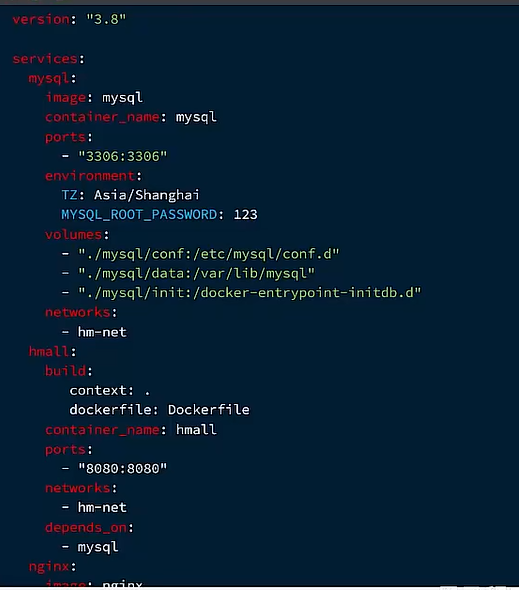 version: "3.8"

services:
  mysql:
    image: mysql
    container_name: mysql
    ports:
      - "3306:3306"
    environment:
      TZ: Asia/Shanghai
      MYSQL_ROOT_PASSWORD: 123
    volumes:
      - "./mysql/conf:/etc/mysql/conf.d"
      - "./mysql/data:/var/lib/mysql"
      - "./mysql/init:/docker-entrypoint-initdb.d"
    networks:
      - hm-net
  hmall:
    build:
       context: .
       dockerfile: Dockerfile
    container_name: hmall
    ports:
      - "8080:8080"
    networks:
      - hm-net
    depends_on:
      - mysql
  nginx:
    image: nginx